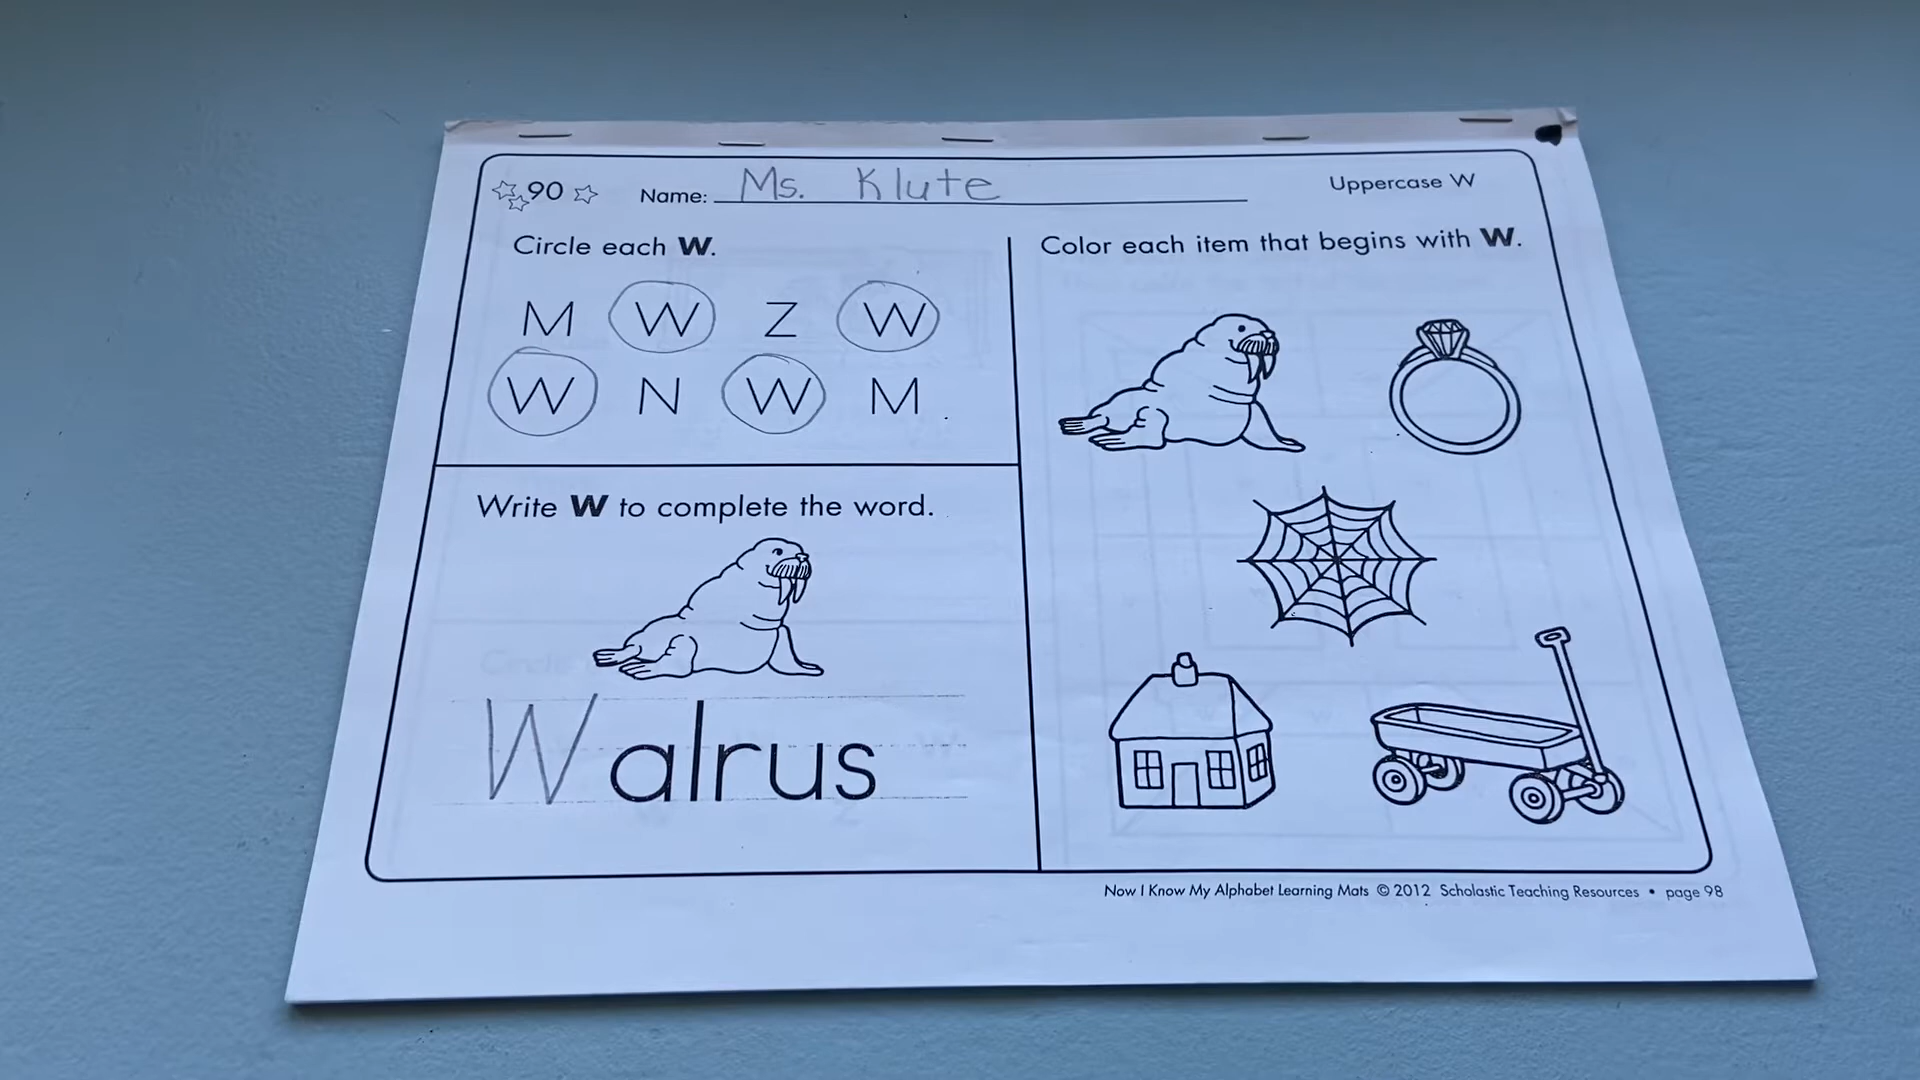 90 Name: Ms. Klute Uppercase W
Circle each W.
M W Z W
W N W M
Write W to complete the word.
Walrus
Color each item that begins with W.
Now I Know My Alphabet Learning Mats © 2012 Scholastic Teaching Resources • page 98